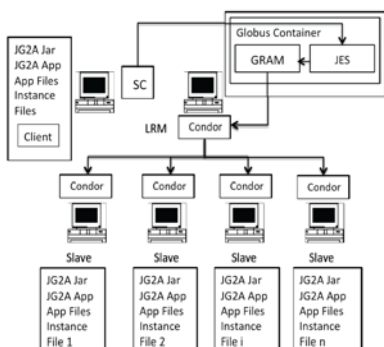 JG2A Jar
JG2A App
App Files
Instance
Files
Client
SC
Globus Container
GRAM
JES
LRM
Condor
Condor
Condor
Condor
Condor
Slave
Slave
Slave
Slave
JG2A Jar
JG2A App
App Files
Instance
File 1
JG2A Jar
JG2A App
App Files
Instance
File 2
JG2A Jar
JG2A App
App Files
Instance
File i
JG2A Jar
JG2A App
App Files
Instance
File n